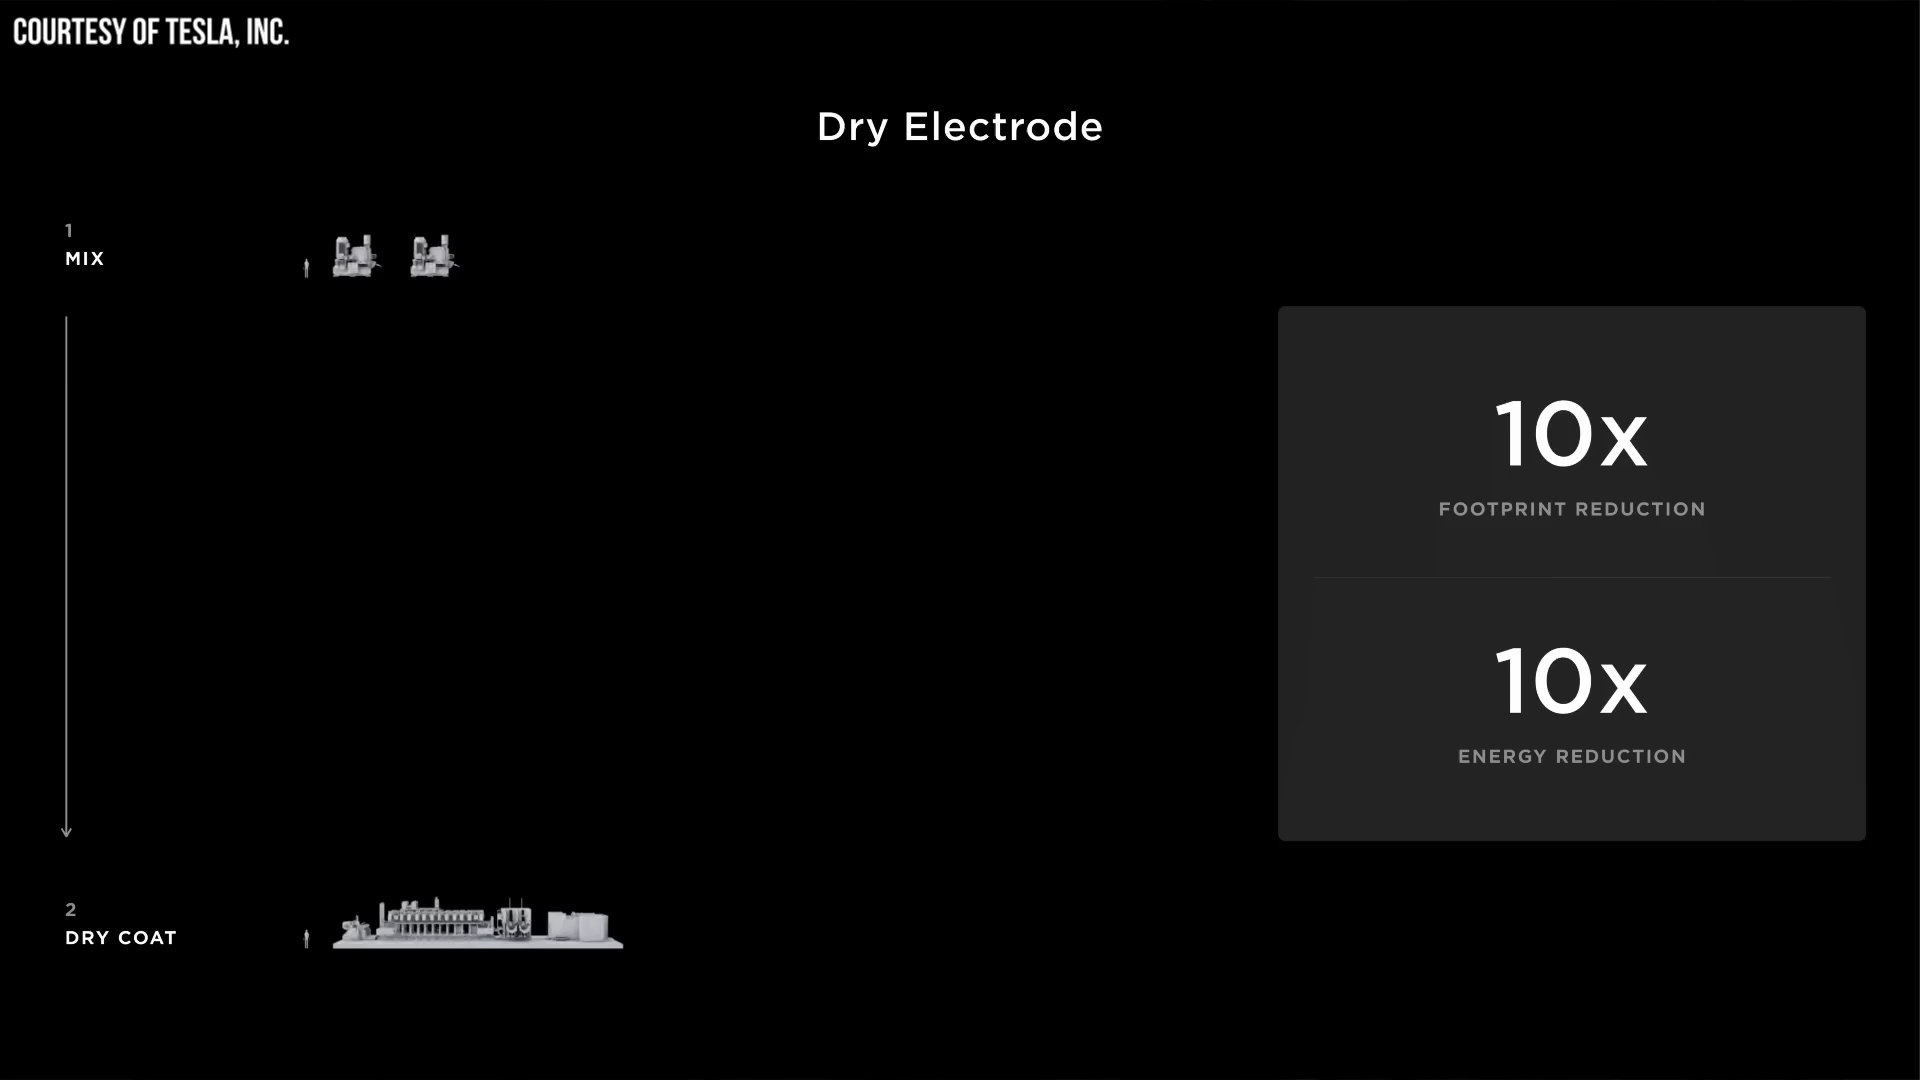 COURTESY OF TESLA, INC.
Dry Electrode
1
MIX
10x
FOOTPRINT REDUCTION
10x
ENERGY REDUCTION
2
DRY COAT